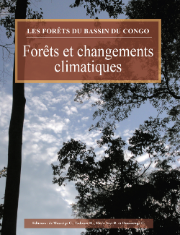 LES FORÊTS DU BASSIN DU CONGO
Forêts et changements
climatiques